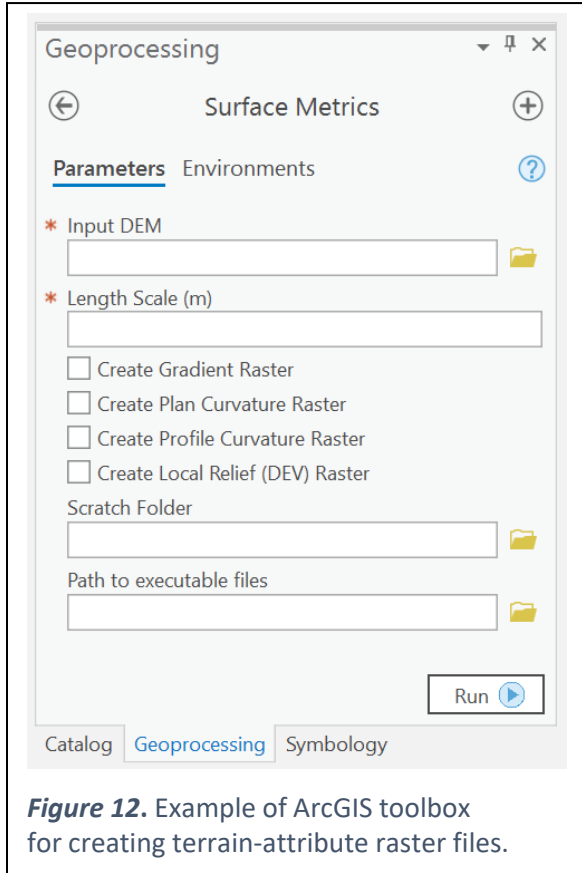 Geoprocessing
Surface Metrics
Parameters Environments
* Input DEM
* Length Scale (m)
Create Gradient Raster
Create Plan Curvature Raster
Create Profile Curvature Raster
Create Local Relief (DEV) Raster
Scratch Folder
Path to executable files
Run
Catalog Geoprocessing Symbology
Figure 12. Example of ArcGIS toolbox
for creating terrain-attribute raster files.